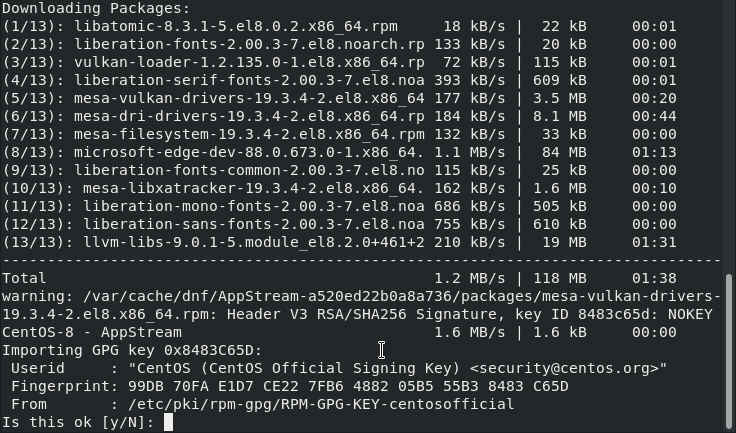 Downloading Packages:
(1/13): libatomic-8.3.1-5.el8.0.2.x86_64.rpm     18 kB/s |  22 kB     00:01
(2/13): liberation-fonts-2.00.3-7.el8.noarch.rp 133 kB/s |  20 kB     00:00
(3/13): vulkan-loader-1.2.135.0-1.el8.x86_64.rp  72 kB/s | 115 kB     00:01
(4/13): liberation-serif-fonts-2.00.3-7.el8.noa 393 kB/s | 609 kB     00:01
(5/13): mesa-vulkan-drivers-19.3.4-2.el8.x86_64 177 kB/s | 3.5 MB     00:20
(6/13): mesa-dri-drivers-19.3.4-2.el8.x86_64.rp 184 kB/s | 8.1 MB     00:44
(7/13): mesa-filesystem-19.3.4-2.el8.x86_64.rpm 132 kB/s |  33 kB     00:00
(8/13): microsoft-edge-dev-88.0.673.0-1.x86_64. 1.1 MB/s |  84 MB     01:13
(9/13): liberation-fonts-common-2.00.3-7.el8.no 115 kB/s |  25 kB     00:00
(10/13): mesa-libxatracker-19.3.4-2.el8.x86_64. 162 kB/s | 1.6 MB     00:10
(11/13): liberation-mono-fonts-2.00.3-7.el8.noa 686 kB/s | 505 kB     00:00
(12/13): liberation-sans-fonts-2.00.3-7.el8.noa 755 kB/s | 610 kB     00:00
(13/13): llvm-libs-9.0.1-5.module_el8.2.0+461+2 210 kB/s |  19 MB     01:31
--------------------------------------------------------------------------------
Total                                           1.2 MB/s | 118 MB     01:38
warning: /var/cache/dnf/AppStream-a520ed22b0a8a736/packages/mesa-vulkan-drivers-
19.3.4-2.el8.x86_64.rpm: Header V3 RSA/SHA256 Signature, key ID 8483c65d: NOKEY
CentOS-8 - AppStream                            1.6 MB/s | 1.6 kB     00:00
Importing GPG key 0x8483C65D:
 Userid     : "CentOS (CentOS Official Signing Key) <security@centos.org>"
 Fingerprint: 99DB 70FA E1D7 CE22 7FB6 4882 05B5 55B3 8483 C65D
 From       : /etc/pki/rpm-gpg/RPM-GPG-KEY-centosofficial
Is this ok [y/N]: